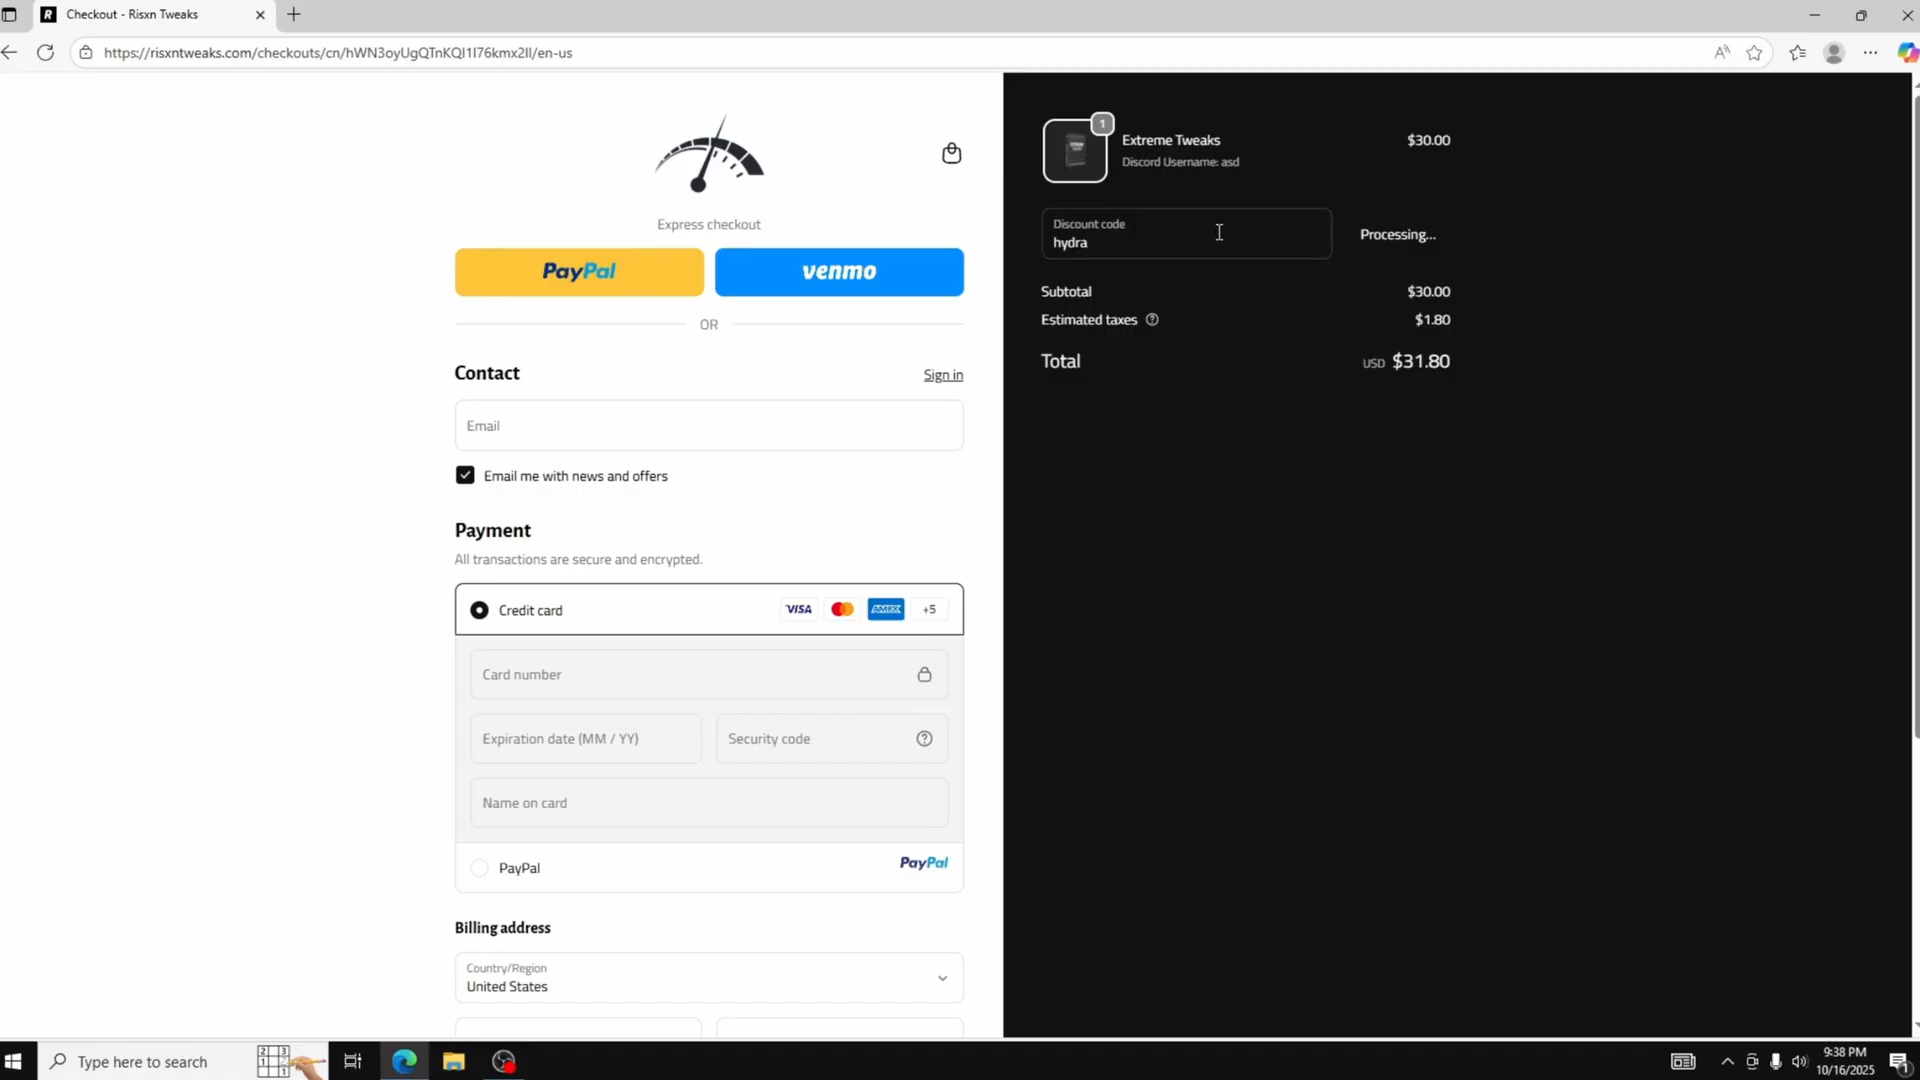 Checkout - Risxn Tweaks
https://risxntweaks.com/checkouts/cn/hWN3oyUgQTnKQI1I76kmx2Il/en-us
Express checkout
PayPal
venmo
OR
Contact
Sign in
Email
Email me with news and offers
Payment
All transactions are secure and encrypted.
Credit card
VISA
AMEX
+5
Card number
Expiration date (MM / YY)
Security code
Name on card
PayPal
PayPal
Billing address
Country/Region
United States
1
Extreme Tweaks
$30.00
Discord Username: asd
Discount code
hydra
Processing...
Subtotal
$30.00
Estimated taxes
$1.80
Total
USD $31.80
Type here to search
9:38 PM
10/16/2025